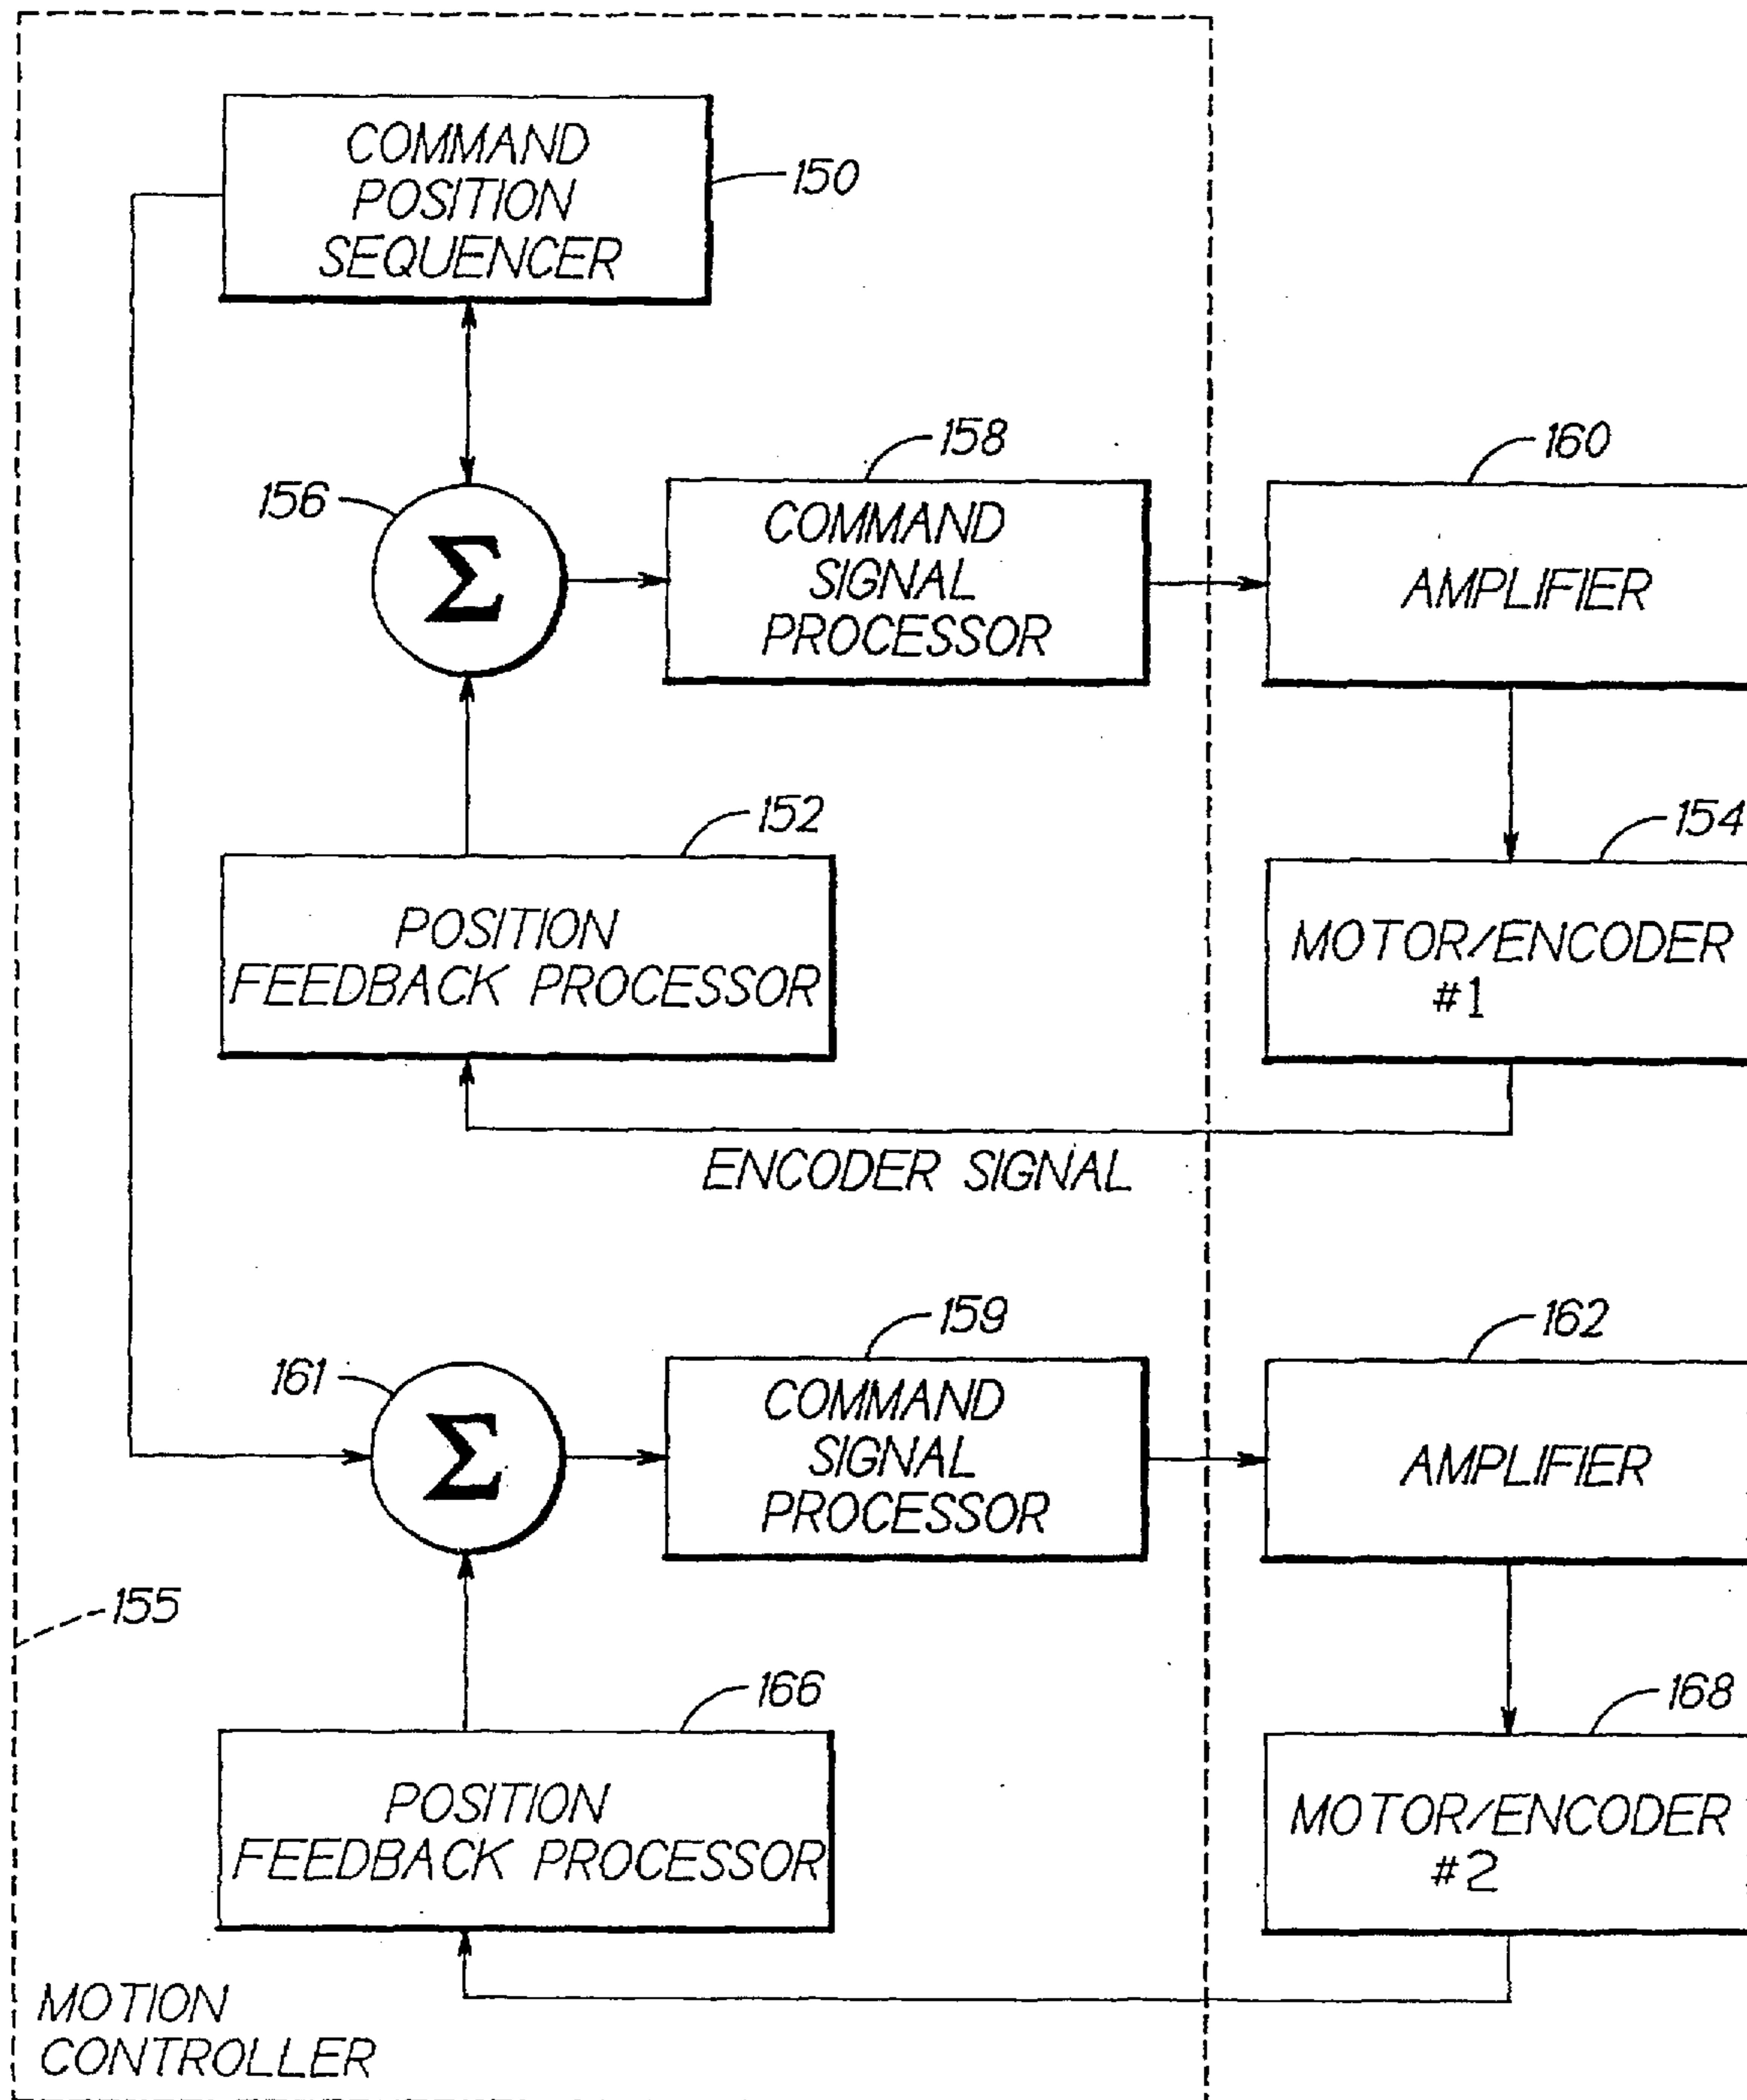 COMMAND
POSITION
SEQUENCER
150
156
Σ
158
COMMAND
SIGNAL
PROCESSOR
160
AMPLIFIER
152
POSITION
FEEDBACK PROCESSOR
154
MOTOR/ENCODER
#1
ENCODER SIGNAL
161
Σ
159
COMMAND
SIGNAL
PROCESSOR
162
AMPLIFIER
155
166
POSITION
FEEDBACK PROCESSOR
168
MOTOR/ENCODER
#2
MOTION
CONTROLLER